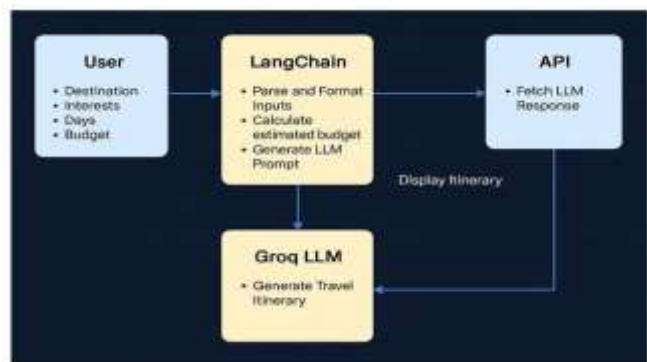 User
• Destination
• Interests
• Days
• Budget
LangChain
• Parse and Format
Inputs
• Calculate
estimated budget
• Generate LLM
Prompt
API
• Fetch LLM
Response
Display Itinerary
Groq LLM
• Generate Travel
Itinerary